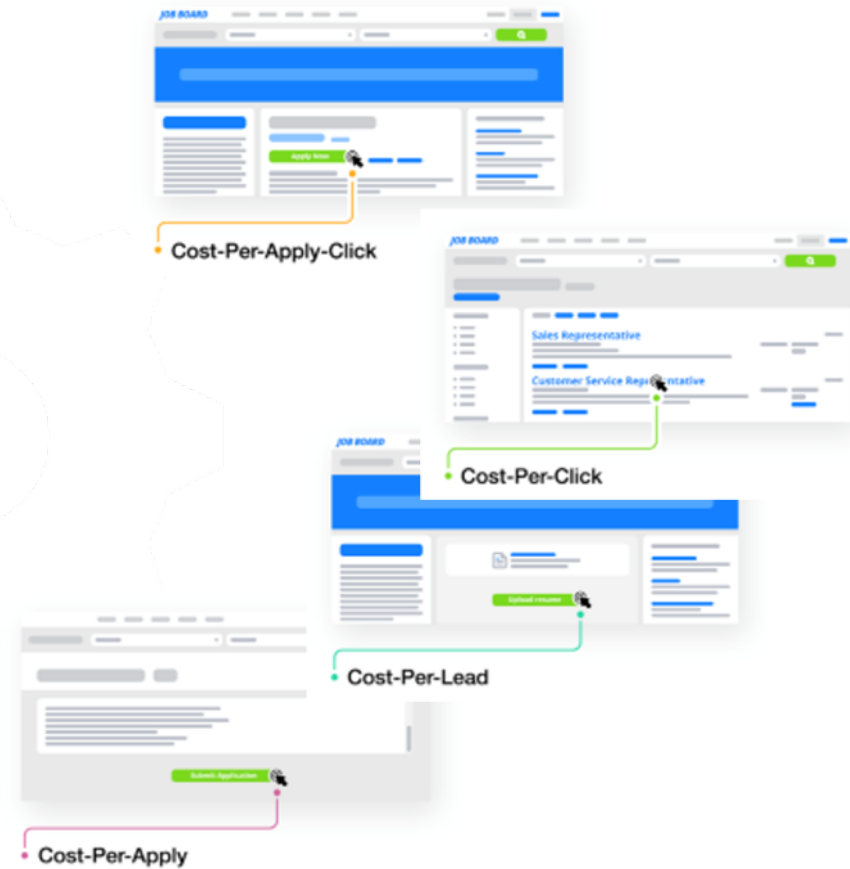 JOB BOARD
Apply Now
Cost-Per-Apply-Click
JOB BOARD
Sales Representative
Customer Service Representative
JOB BOARD
Cost-Per-Click
Upload resume
Cost-Per-Lead
Submit Application
Cost-Per-Apply